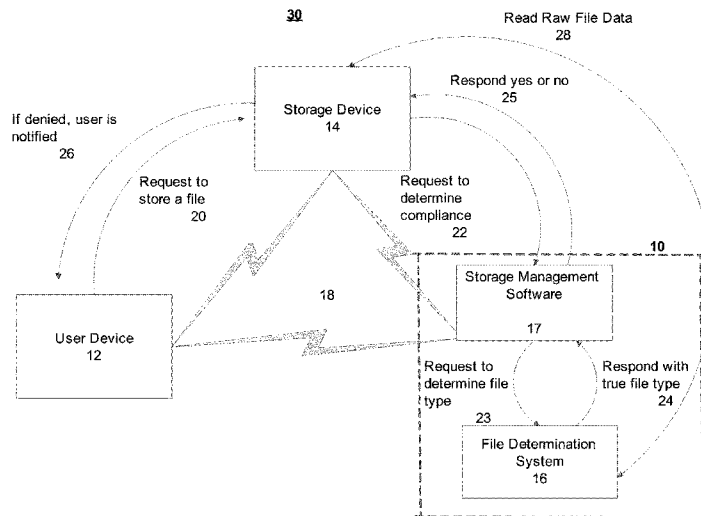 30
Read Raw File Data
28
Storage Device
14
Respond yes or no
25
If denied, user is
notified
26
Request to
store a file
20
Request to
determine
compliance
22
10
Storage Management
Software
17
18
User Device
12
Request to
determine file
type
23
Respond with
true file type
24
File Determination
System
16